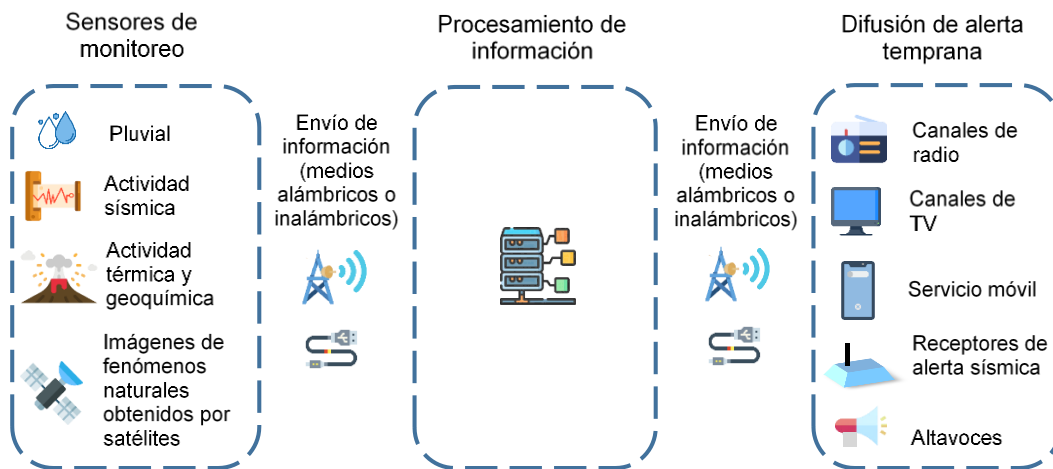 Sensores de
monitoreo
Pluvial
Actividad
sísmica
Actividad
térmica y
geoquímica
Imágenes de
fenómenos
naturales
obtenidos por
satélites
Envío de
información
(medios
alámbricos o
inalámbricos)
Procesamiento de
información
Envío de
información
(medios
alámbricos o
inalámbricos)
Difusión de alerta
temprana
Canales de
radio
Canales de
TV
Servicio móvil
Receptores de
alerta sísmica
Altavoces